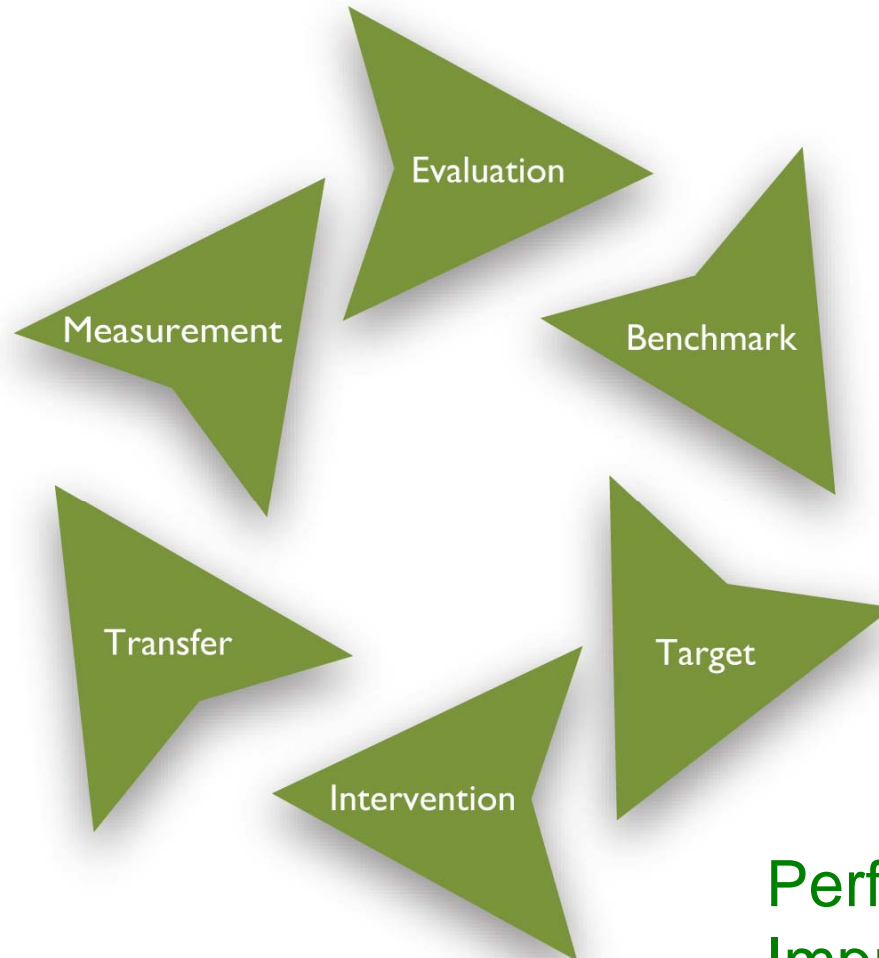 Evaluation
Measurement
Benchmark
Transfer
Target
Intervention
Perf